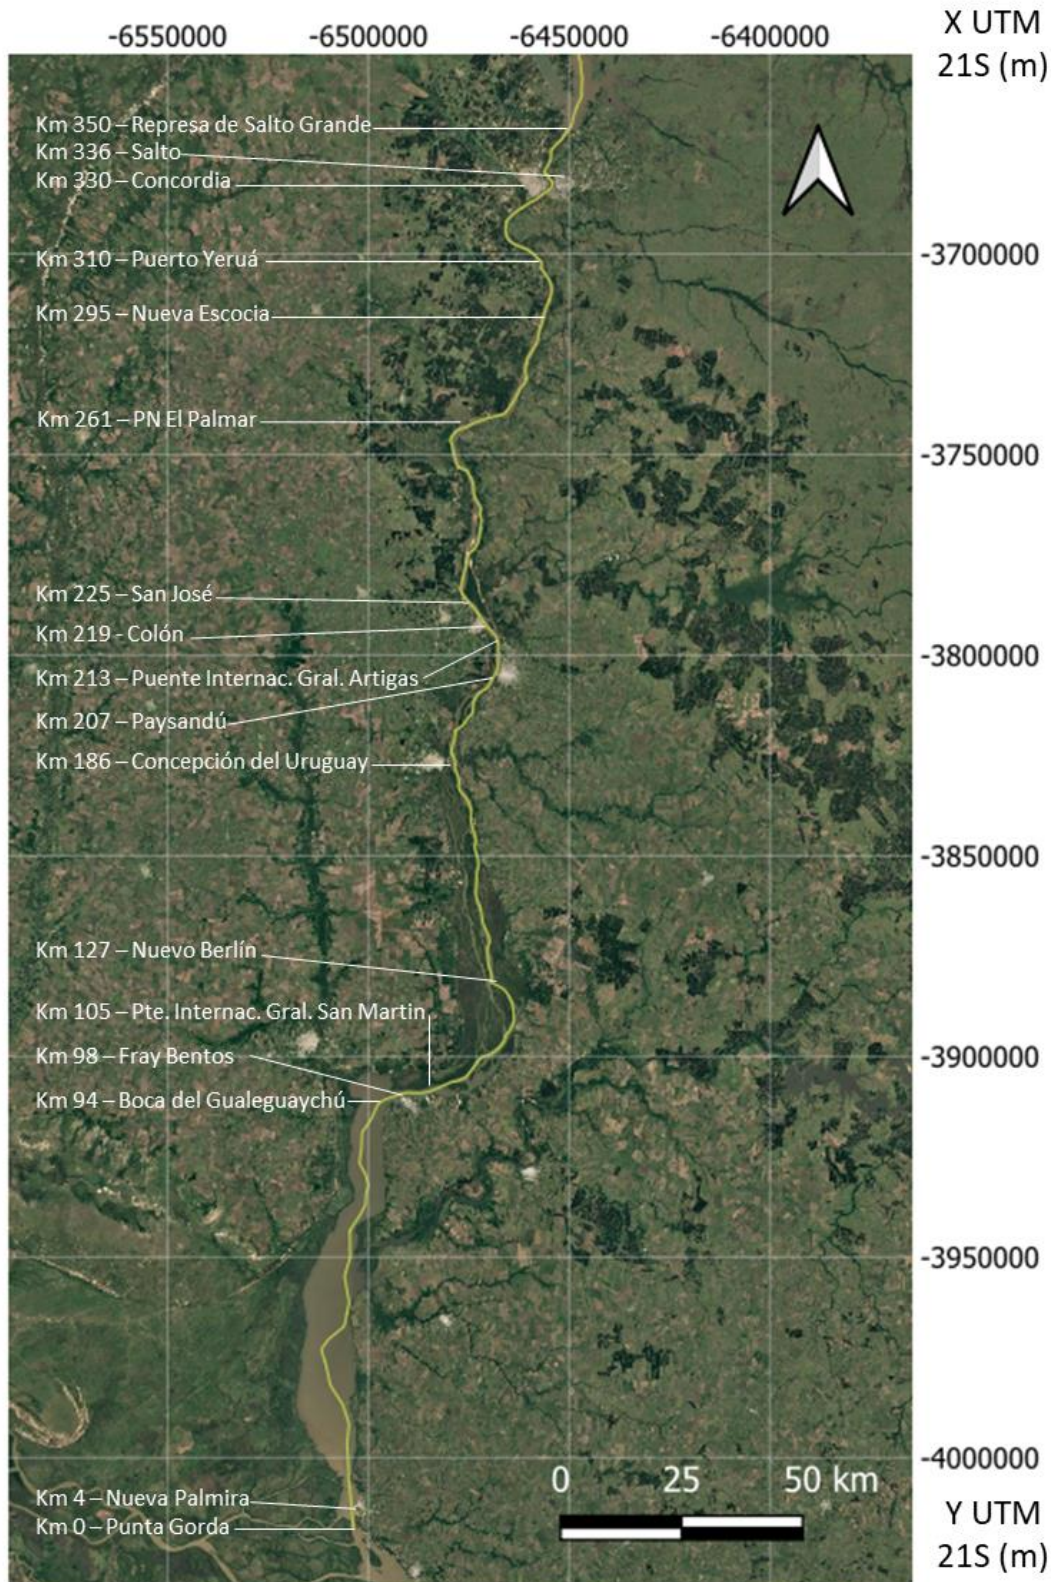 X UTM
21S (m)
-6550000 -6500000 -6450000 -6400000
Km 350 – Represa de Salto Grande
Km 336 – Salto
Km 330 – Concordia
-3700000
Km 310 – Puerto Yeruá
Km 295 – Nueva Escocia
Km 261 – PN El Palmar
-3750000
Km 225 – San José
Km 219 - Colón
-3800000
Km 213 – Puente Internac. Gral. Artigas
Km 207 – Paysandú
Km 186 – Concepción del Uruguay
-3850000
Km 127 – Nuevo Berlín
Km 105 – Pte. Internac. Gral. San Martin
Km 98 – Fray Bentos
-3900000
Km 94 – Boca del Gualeguaychú
-3950000
-4000000
0 25 50 km
Km 4 – Nueva Palmira
Km 0 – Punta Gorda
Y UTM
21S (m)